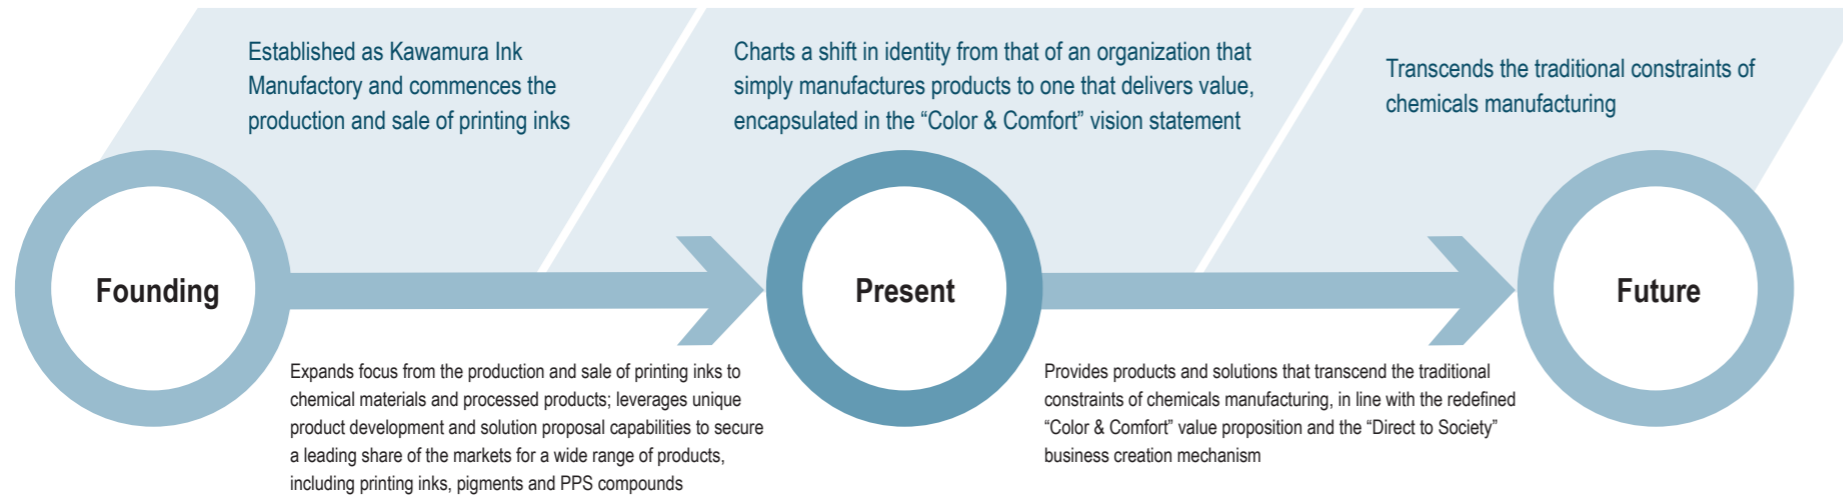 Established as Kawamura Ink
Manufactory and commences the
production and sale of printing inks
Charts a shift in identity from that of an organization that
simply manufactures products to one that delivers value,
encapsulated in the “Color & Comfort” vision statement
Transcends the traditional constraints of
chemicals manufacturing
Founding
Present
Future
Expands focus from the production and sale of printing inks to
chemical materials and processed products; leverages unique
product development and solution proposal capabilities to secure
a leading share of the markets for a wide range of products,
including printing inks, pigments and PPS compounds
Provides products and solutions that transcend the traditional
constraints of chemicals manufacturing, in line with the redefined
“Color & Comfort” value proposition and the “Direct to Society”
business creation mechanism